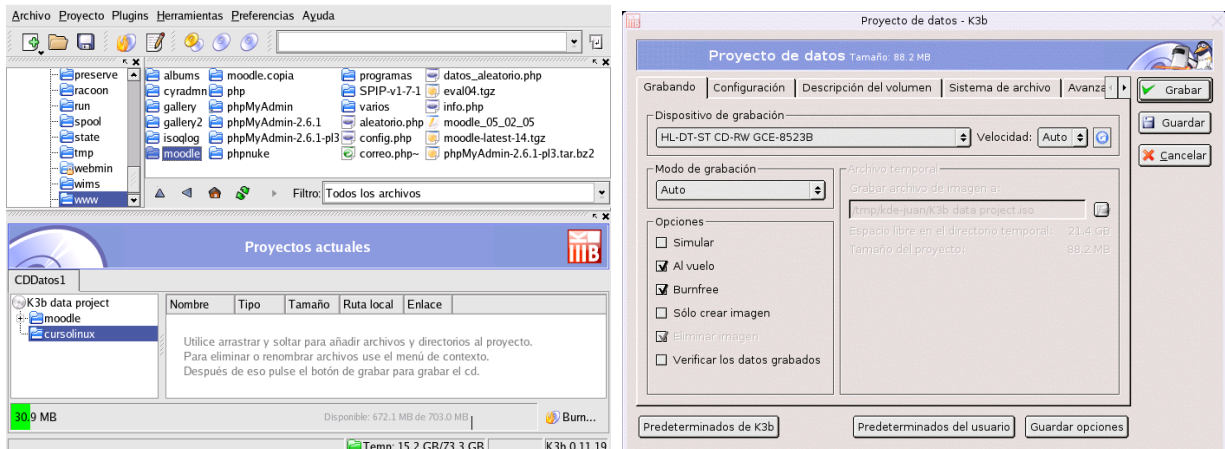 Archivo Proyecto Plugins Herramientas Preferencias Ayuda
preserve
racoon
run
spool
state
tmp
webmin
wims
www
albums moodle.copia programas datos_aleatorio.php
cyradmn php SPIP-v1-7-1 eval04.tgz
gallery phpMyAdmin varios info.php
gallery2 phpMyAdmin-2.6.1 aleatorio.php moodle_05_02_05
isoqlog phpMyAdmin-2.6.1-pl3 config.php moodle-latest-14.tgz
moodle phpnuke correo.php~ phpMyAdmin-2.6.1-pl3.tar.bz2
Filtro: Todos los archivos
Proyectos actuales
CDDatos1
K3b data project
moodle
cursolinux
Nombre Tipo Tamaño Ruta local Enlace
Utilice arrastrar y soltar para añadir archivos y directorios al proyecto.
Para eliminar o renombrar archivos use el menú de contexto.
Después de eso pulse el botón de grabar para grabar el cd.
30.9 MB Disponible: 672.1 MB de 703.0 MB Burn...
Temp: 15.2 GB/73.3 GB K3b 0.11.19
Proyecto de datos - K3b
Proyecto de datos Tamaño: 88.2 MB
Grabando Configuración Descripción del volumen Sistema de archivo Avanza
Grabar
Guardar
Cancelar
Dispositivo de grabación
HL-DT-ST CD-RW GCE-8523B Velocidad: Auto
Modo de grabación
Auto
Opciones
Simular
Al vuelo
Burnfree
Sólo crear imagen
Eliminar imagen
Verificar los datos grabados
Archivo temporal
Grabar archivo de imagen a:
/tmp/kde-juan/K3b data project.iso
Espacio libre en el directorio temporal: 21.4 GB
Tamaño del proyecto: 88.2 MB
Predeterminados de K3b Predeterminados del usuario Guardar opciones